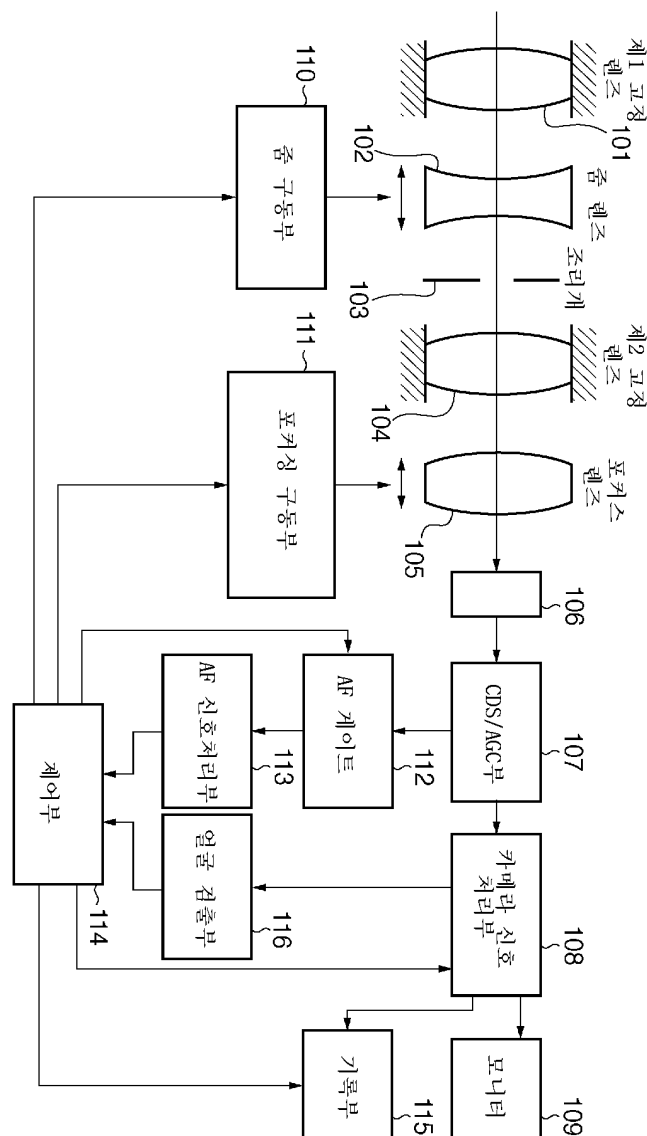 제1 고정
렌즈
줌 렌즈
조리개
제2 고정
렌즈
포커스
렌즈
101
102
103
104
105
106
107
108
109
CDS/AGC부
카메라 신호
처리부
모니터
110
111
112
115
줌 구동부
포커싱 구동부
AF 게이트
기록부
113
116
AF 신호처리부
얼굴 검출부
114
제어부